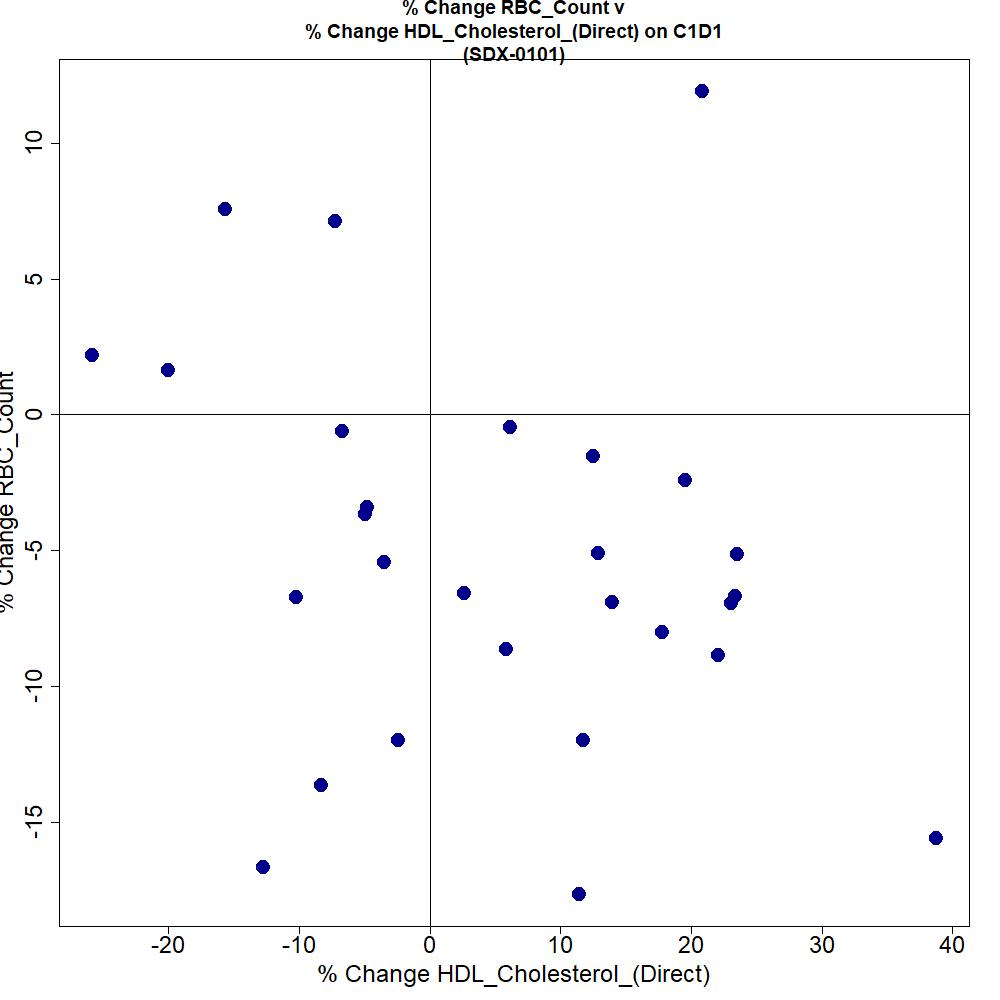 % Change RBC_Count v
% Change HDL_Cholesterol_(Direct) on C1D1
(SDX-0101)
% Change RBC_Count
10
5
0
-5
-10
-15
-20
-10
0
10
20
30
40
% Change HDL_Cholesterol_(Direct)